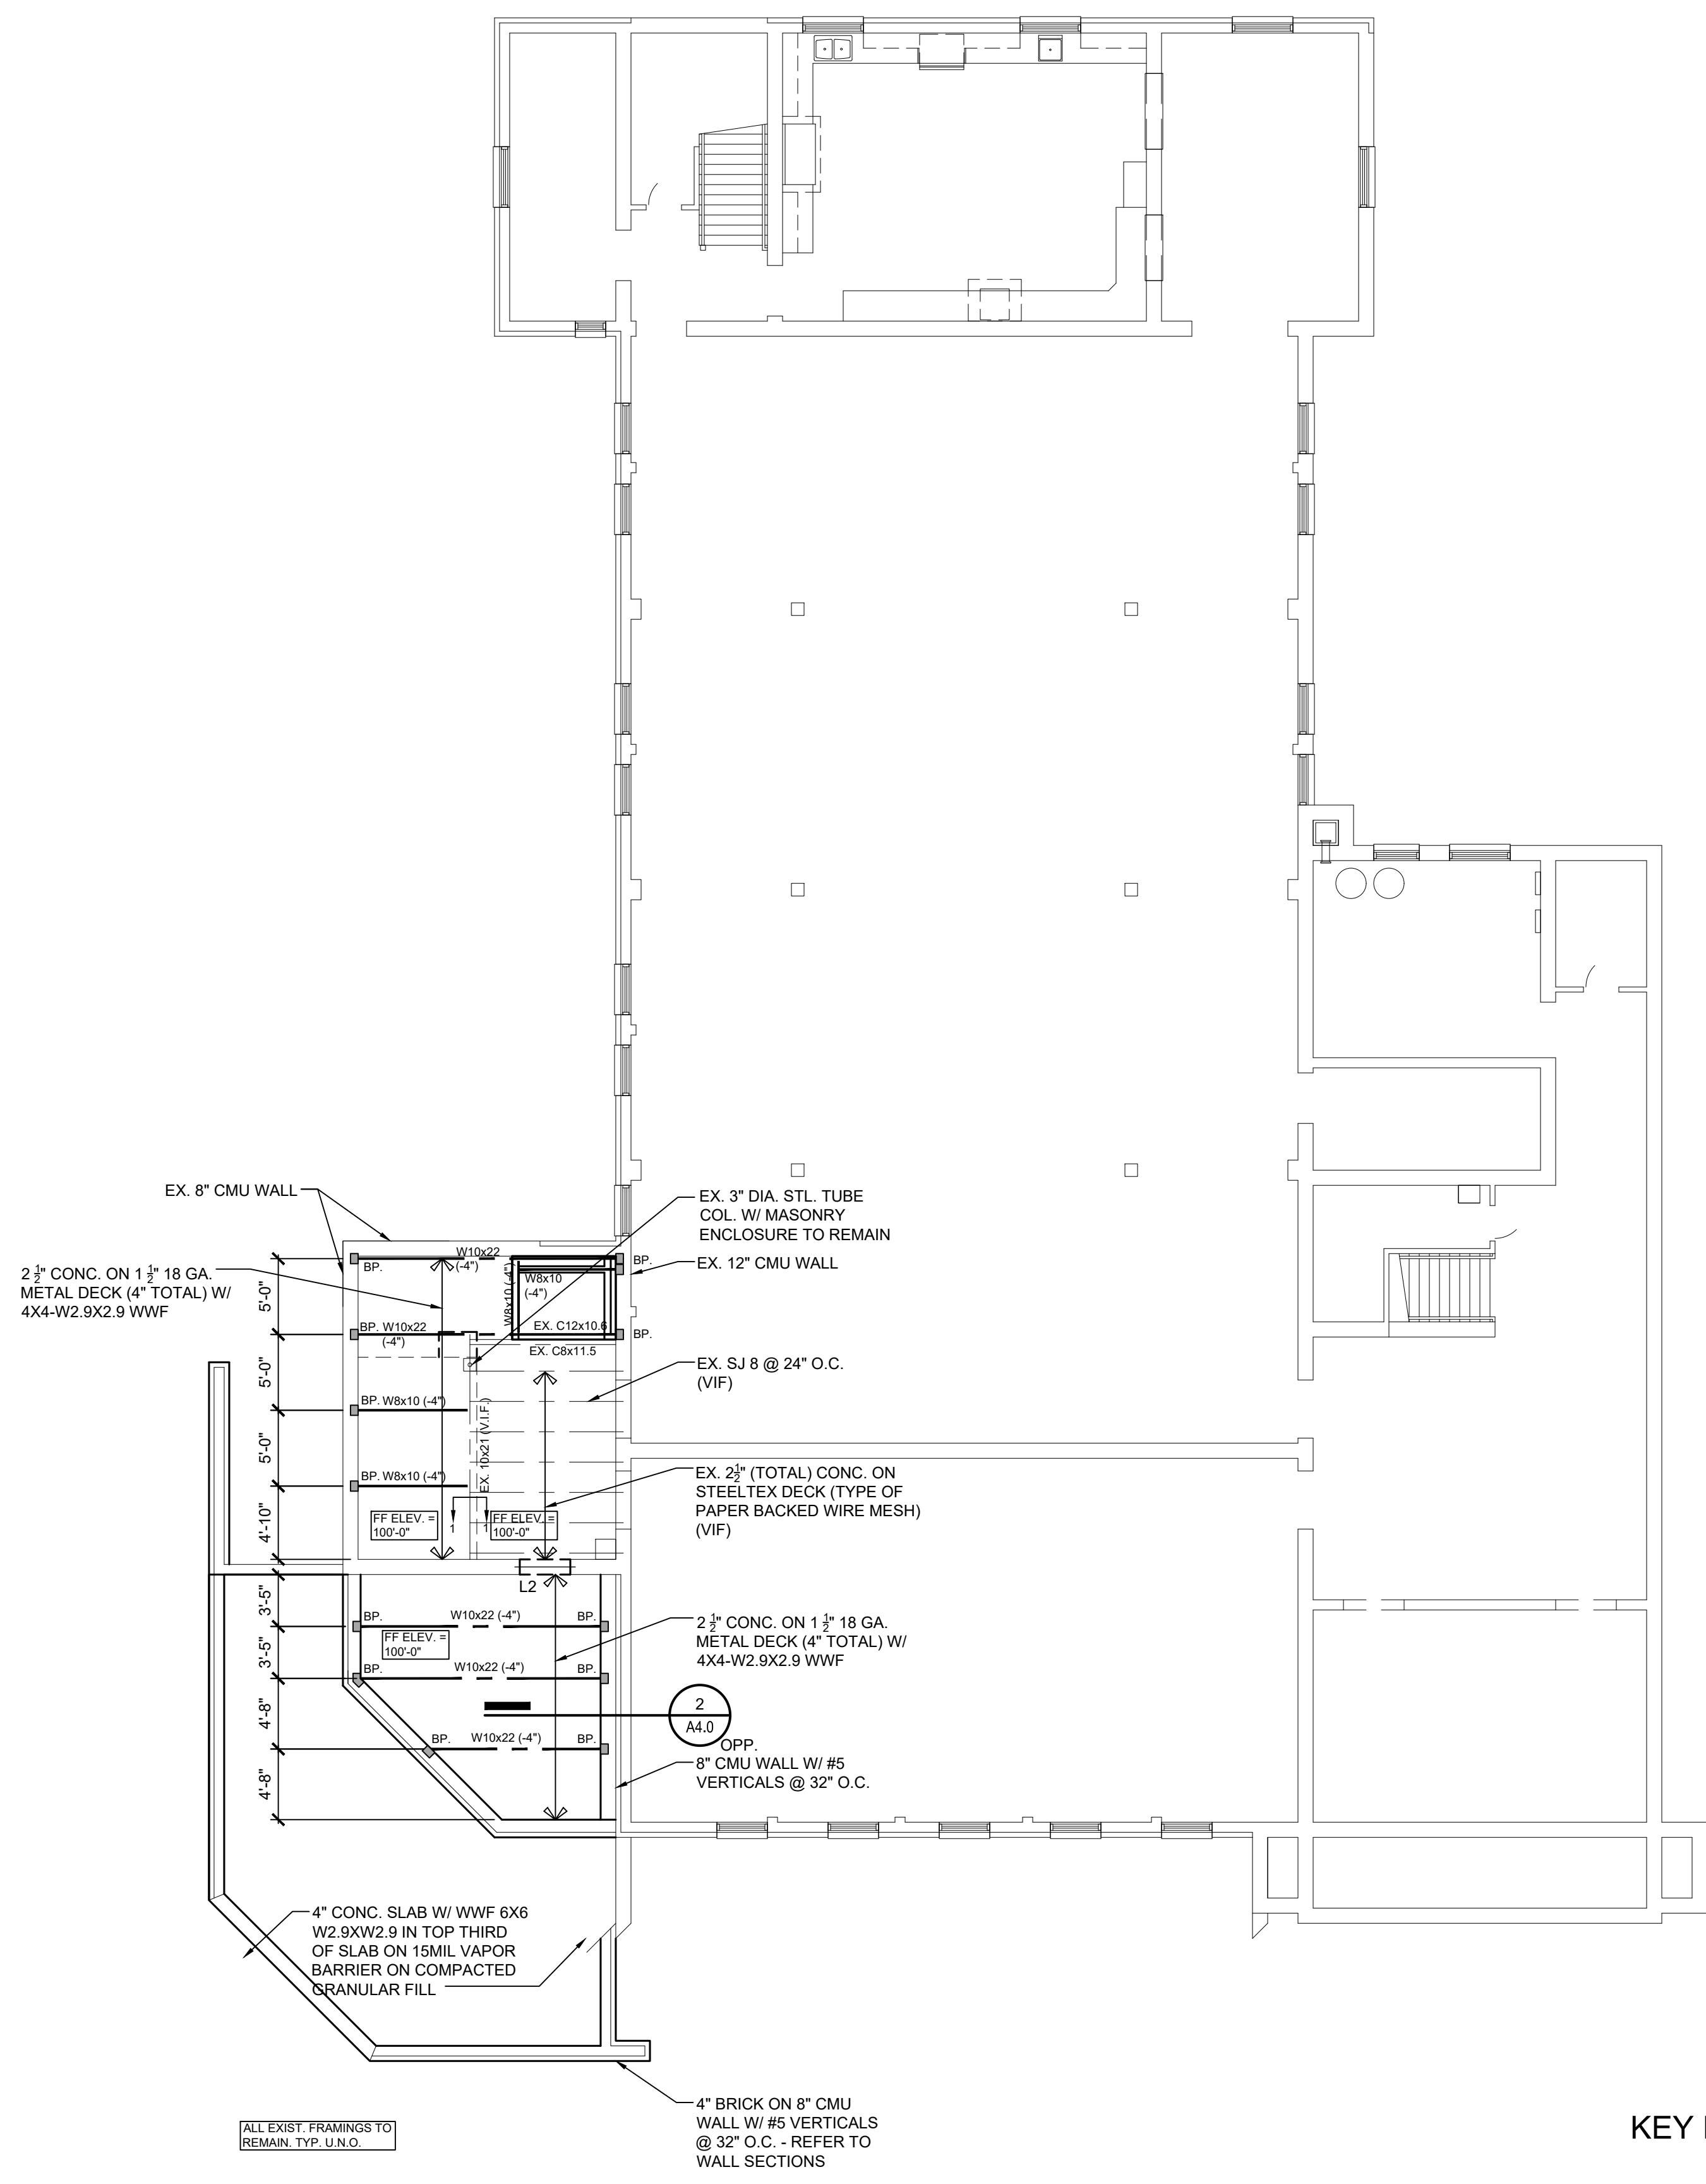 EX. 8" CMU WALL
2 1/2" CONC. ON 1 1/2" 18 GA.
METAL DECK (4" TOTAL) W/
4X4-W2.9X2.9 WWF
EX. 3" DIA. STL. TUBE
COL. W/ MASONRY
ENCLOSURE TO REMAIN
EX. 12" CMU WALL
W10x22
(-4")
BP.
BP.
W8x10 (-4")
W8x10
(-4")
5'-0"
BP. W10x22
(-4")
EX. C12x10.6
BP.
EX. C8x11.5
EX. SJ 8 @ 24" O.C.
(VIF)
5'-0"
BP. W8x10 (-4")
EX. 10x21 (V.I.F.)
5'-0"
BP. W8x10 (-4")
EX. 2 1/2" (TOTAL) CONC. ON
STEELTEX DECK (TYPE OF
PAPER BACKED WIRE MESH)
(VIF)
4'-10"
FF ELEV. =
100'-0"
1
1
FF ELEV. =
100'-0"
L2
3'-5"
BP.
W10x22 (-4")
BP.
FF ELEV. =
100'-0"
2 1/2" CONC. ON 1 1/2" 18 GA.
METAL DECK (4" TOTAL) W/
4X4-W2.9X2.9 WWF
3'-5"
BP.
W10x22 (-4")
BP.
4'-8"
2
A4.0
OPP.
BP.
W10x22 (-4")
BP.
8" CMU WALL W/ #5
VERTICALS @ 32" O.C.
4'-8"
4" CONC. SLAB W/ WWF 6X6
W2.9XW2.9 IN TOP THIRD
OF SLAB ON 15MIL VAPOR
BARRIER ON COMPACTED
GRANULAR FILL
4" BRICK ON 8" CMU
WALL W/ #5 VERTICALS
@ 32" O.C. - REFER TO
WALL SECTIONS
ALL EXIST. FRAMINGS TO
REMAIN. TYP. U.N.O.
KEY